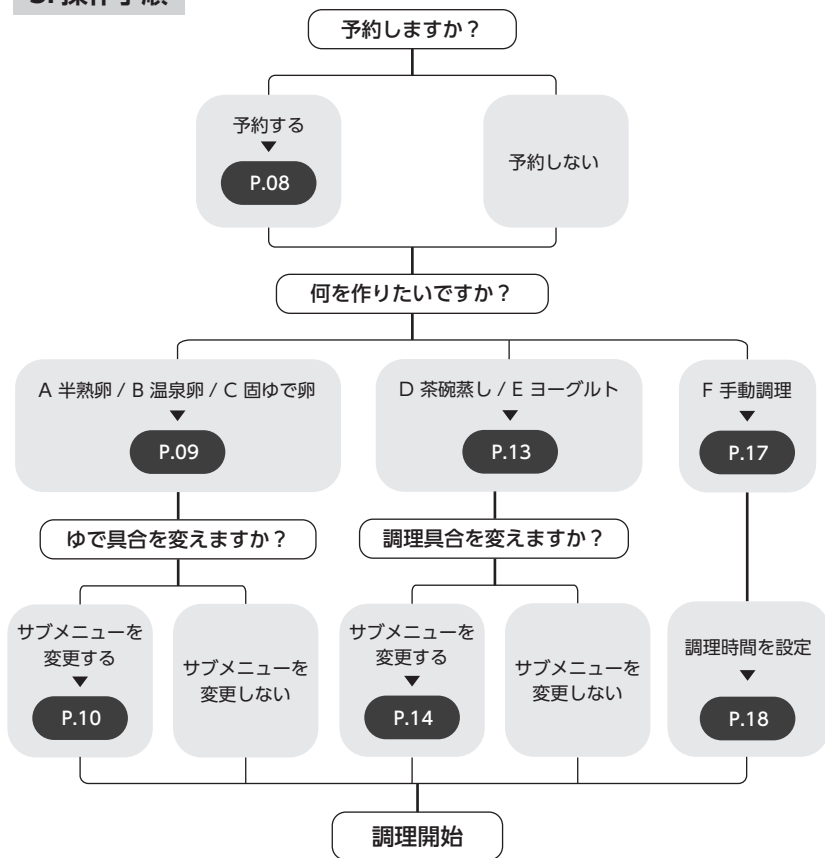 予約しますか？
予約する
▼
P.08
予約しない
何を作りたいですか？
A 半熟卵 / B 温泉卵 / C 固ゆで卵
▼
P.09
D 茶碗蒸し / E ヨーグルト
▼
P.13
F 手動調理
▼
P.17
ゆで具合を変えますか？
調理具合を変えますか？
サブメニューを
変更する
▼
P.10
サブメニューを
変更しない
サブメニューを
変更する
▼
P.14
サブメニューを
変更しない
調理時間を設定
▼
P.18
調理開始